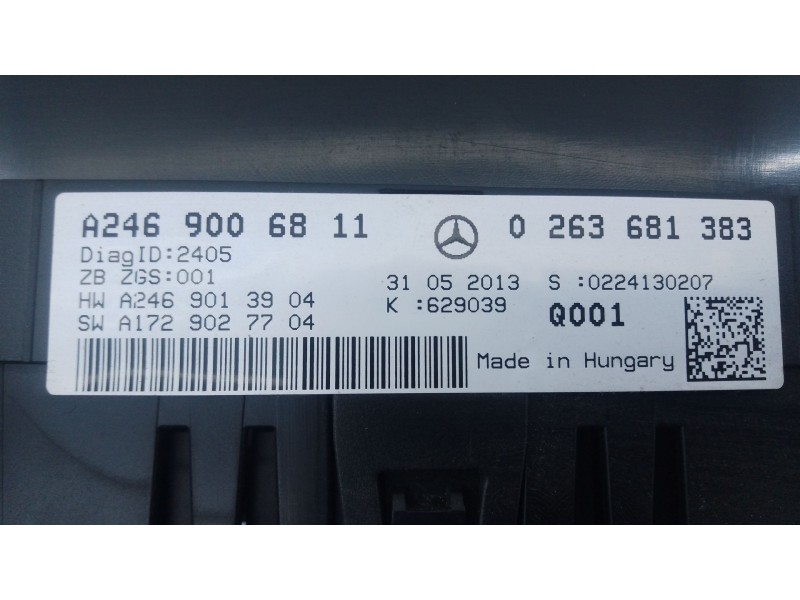 A246 900 68 11 0 263 681 383
DiagID:2405
ZB ZGS:001 31 05 2013 S :0224130207
HW A246 901 39 04 K :629039 Q001
SW A172 902 77 04
Made in Hungary